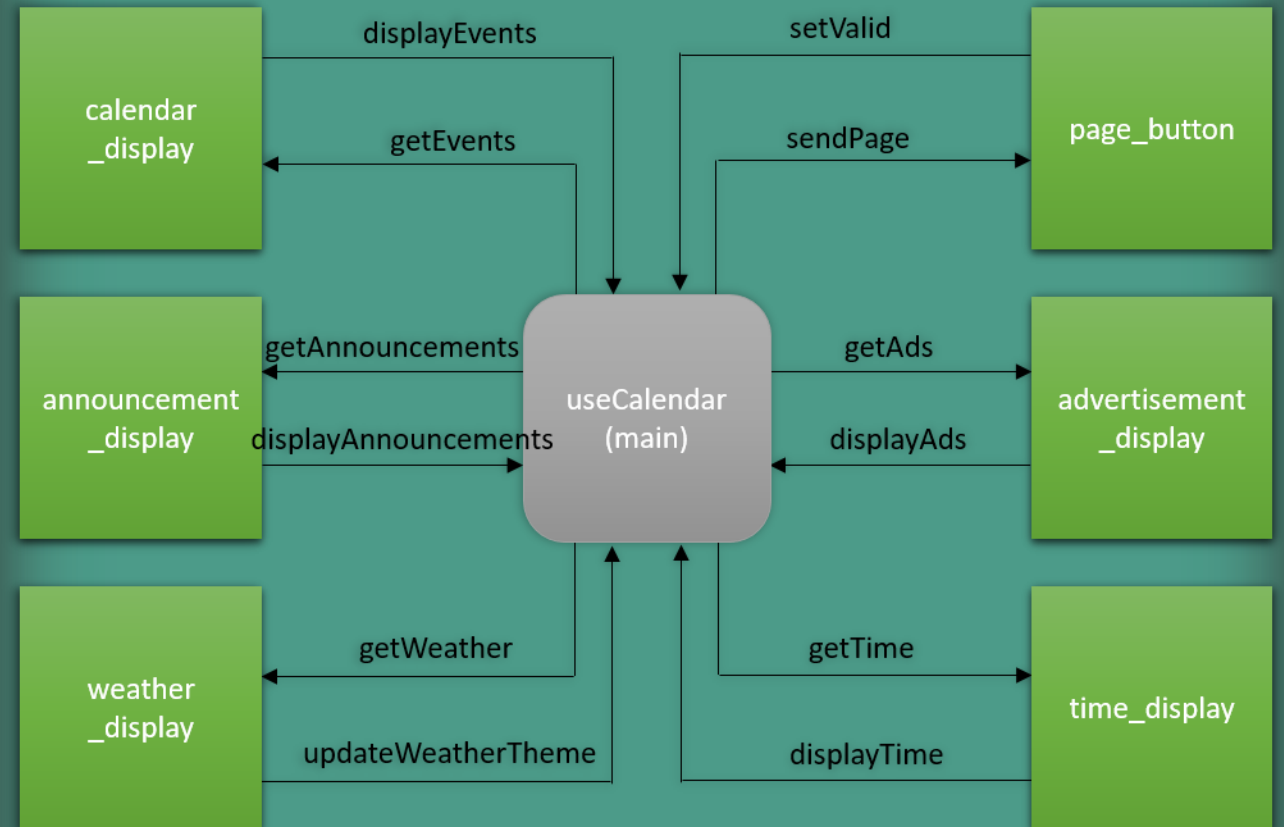 displayEvents
setValid
calendar
_display
getEvents
sendPage
page_button
getAnnouncements
getAds
announcement
_display
useCalendar
(main)
advertisement
_display
displayAnnouncements
displayAds
getWeather
getTime
weather
_display
time_display
updateWeatherTheme
displayTime